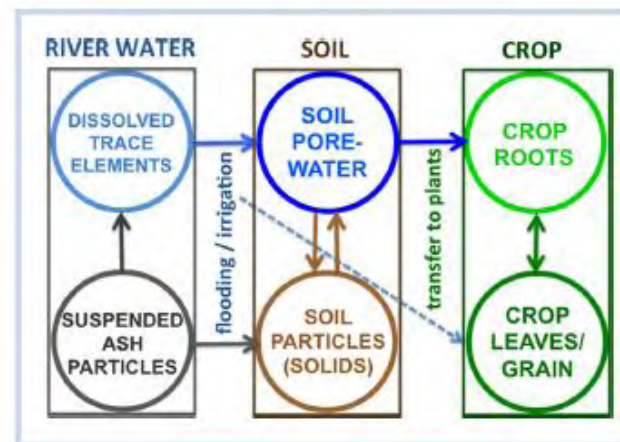 RIVER WATER
SOIL
CROP
DISSOLVED
TRACE
ELEMENTS
SOIL
PORE-
WATER
CROP
ROOTS
flooding / irrigation
transfer to plants
SUSPENDED
ASH
PARTICLES
SOIL
PARTICLES
(SOLIDS)
CROP
LEAVES/
GRAIN